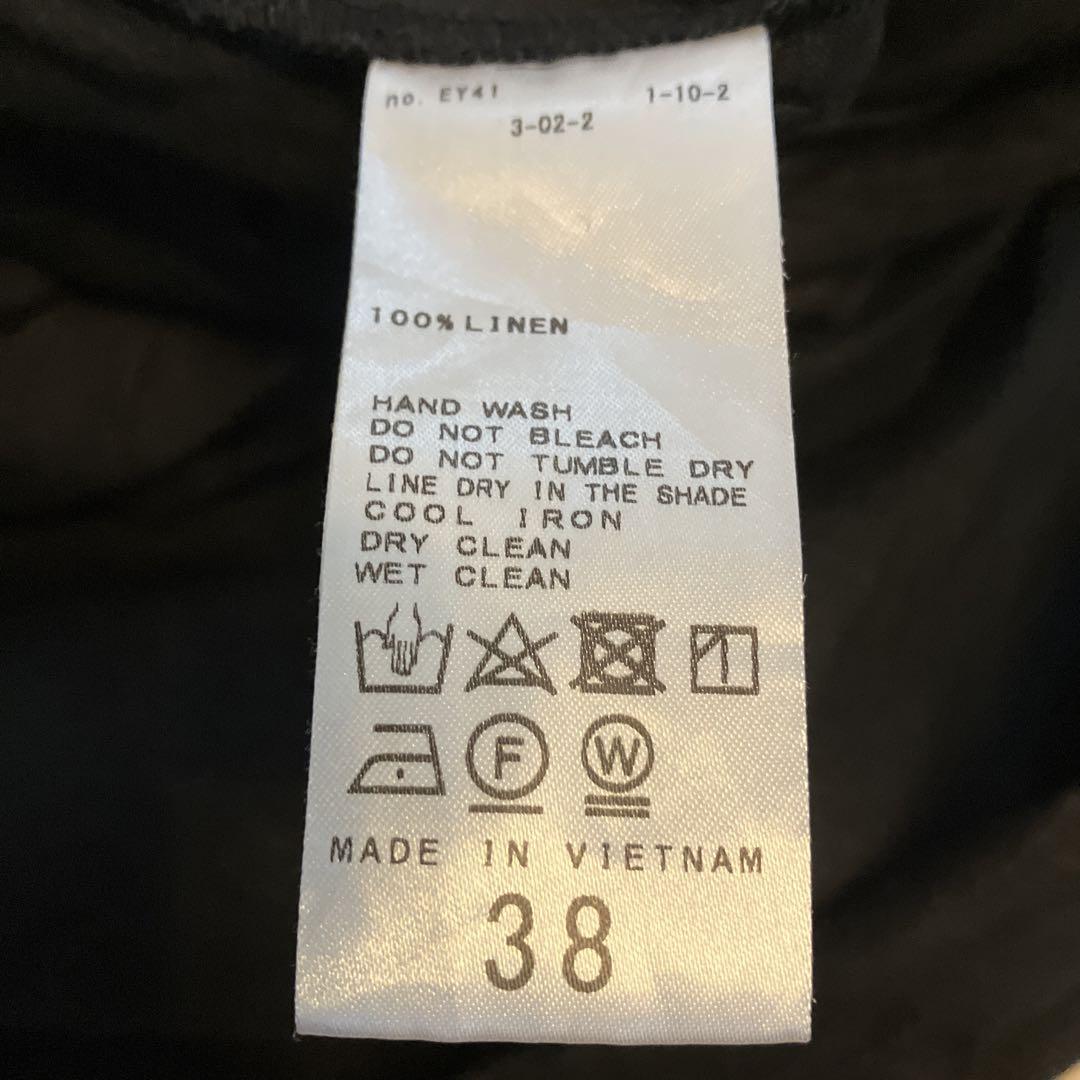 no. EY41 1-10-2
3-02-2
100% LINEN
HAND WASH
DO NOT BLEACH
DO NOT TUMBLE DRY
LINE DRY IN THE SHADE
COOL IRON
DRY CLEAN
WET CLEAN
F W
MADE IN VIETNAM
38